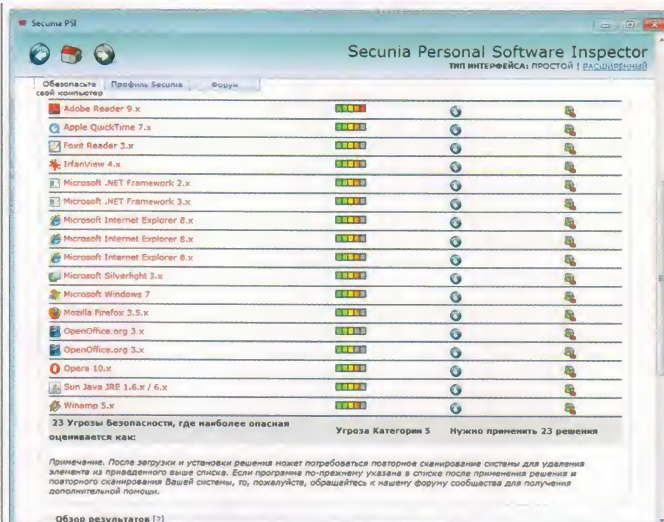 Secunia PSI
Secunia Personal Software Inspector
ТИП ИНТЕРФЕЙСА: ПРОСТОЙ | РАСШИРЕННЫЙ
Обезопасьте свой компьютер
Профиль Secunia
Форум
Adobe Reader 9.x
Apple QuickTime 7.x
Foxit Reader 3.x
IrfanView 4.x
Microsoft .NET Framework 2.x
Microsoft .NET Framework 3.x
Microsoft Internet Explorer 8.x
Microsoft Internet Explorer 8.x
Microsoft Internet Explorer 8.x
Microsoft Silverlight 3.x
Microsoft Windows 7
Mozilla Firefox 3.5.x
OpenOffice.org 3.x
OpenOffice.org 3.x
Opera 10.x
Sun Java JRE 1.6.x / 6.x
Winamp 5.x
23 Угрозы Безопасности, где наиболее опасная
оценивается как:
Угроза Категории 5
Нужно применить 23 решения
Примечание. После загрузки и установки решения может потребоваться повторное сканирование системы для удаления
элемента из приведенного выше списка. Если программа по-прежнему указана в списке после применения решения и
повторного сканирования Вашей системы, то, пожалуйста, обращайтесь к нашему форуму сообщества для получения
дополнительной помощи.
Обзор результатов [?]